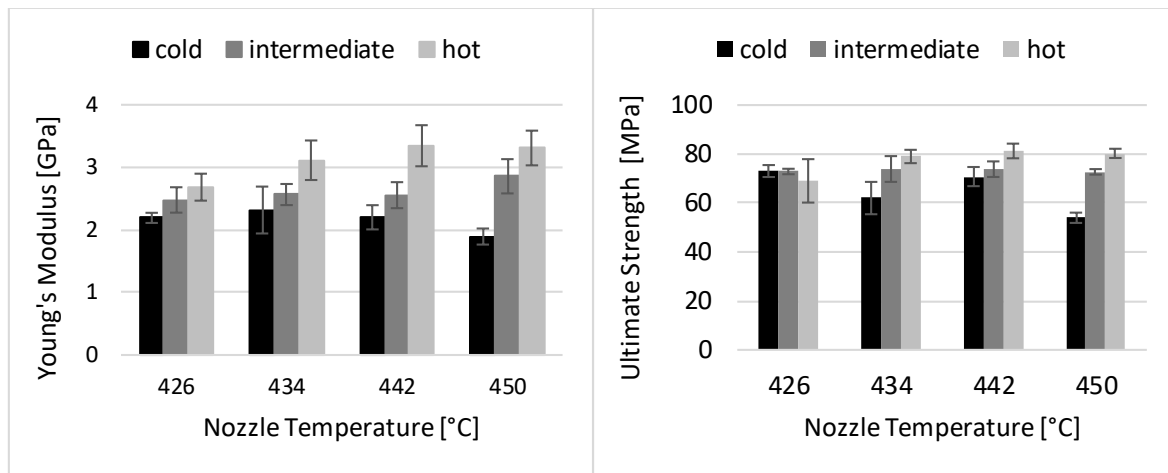 cold intermediate hot
Young's Modulus [GPa]
4
3
2
1
0
426 434 442 450
Nozzle Temperature [°C]
cold intermediate hot
Ultimate Strength [MPa]
100
80
60
40
20
0
426 434 442 450
Nozzle Temperature [°C]